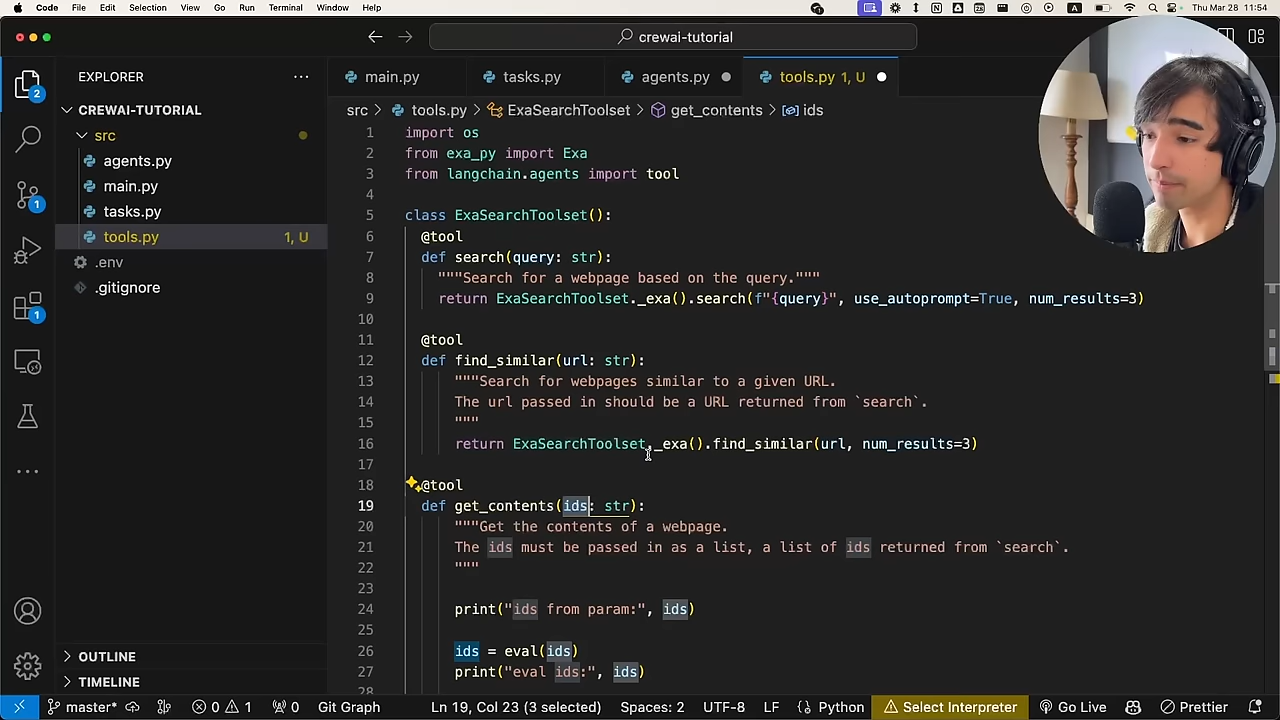 Code File Edit Selection View Go Run Terminal Window Help
Thu Mar 28 11:54
crewai-tutorial
EXPLORER
main.py tasks.py agents.py tools.py 1, U
CREWAI-TUTORIAL
src
agents.py
main.py
tasks.py
tools.py 1, U
.env
.gitignore
OUTLINE
TIMELINE
2
1
1
src > tools.py > ExaSearchToolset > get_contents > ids
1 import os
2 from exa_py import Exa
3 from langchain.agents import tool
4
5 class ExaSearchToolset():
6 @tool
7 def search(query: str):
8 """Search for a webpage based on the query."""
9 return ExaSearchToolset._exa().search(f"{query}", use_autoprompt=True, num_results=3)
10
11 @tool
12 def find_similar(url: str):
13 """Search for webpages similar to a given URL.
14 The url passed in should be a URL returned from `search`.
15 """
16 return ExaSearchToolset._exa().find_similar(url, num_results=3)
17
18 @tool
19 def get_contents(ids: str):
20 """Get the contents of a webpage.
21 The ids must be passed in as a list, a list of ids returned from `search`.
22 """
23
24 print("ids from param:", ids)
25
26 ids = eval(ids)
27 print("eval ids:", ids)
28
master* 0 1 0 Git Graph Ln 19, Col 23 (3 selected) Spaces: 2 UTF-8 LF {} Python Select Interpreter Go Live Prettier